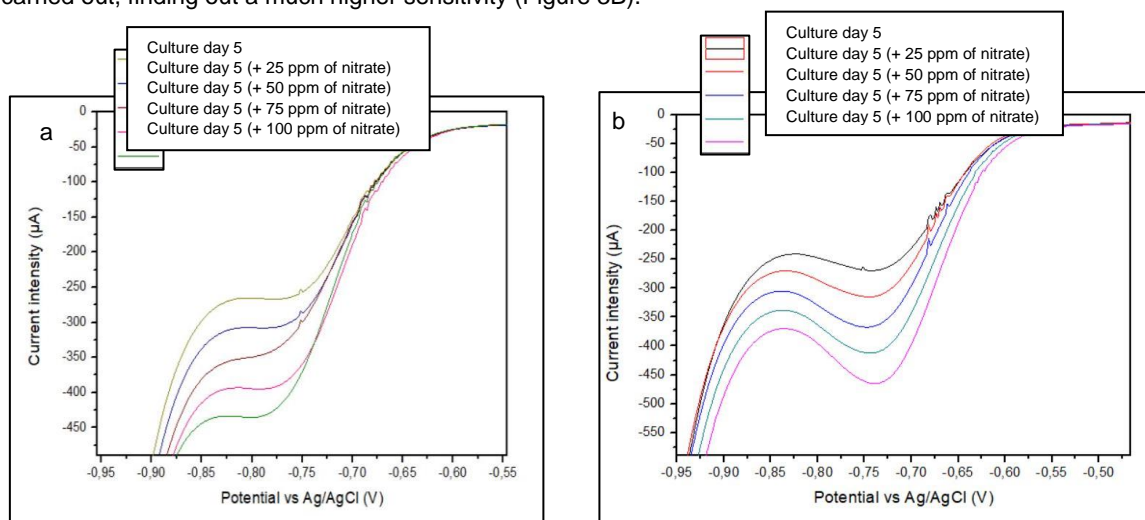 carried out, finding out a much higher sensitivity (Figure 3B).
Culture day 5
Culture day 5 (+ 25 ppm of nitrate)
Culture day 5 (+ 50 ppm of nitrate)
Culture day 5 (+ 75 ppm of nitrate)
Culture day 5 (+ 100 ppm of nitrate)
a
0
-50
-100
-150
-200
-250
-300
-350
-400
-450
Current intensity (µA)
-0,95 -0,90 -0,85 -0,80 -0,75 -0,70 -0,65 -0,60 -0,55
Potential vs Ag/AgCl (V)
Culture day 5
Culture day 5 (+ 25 ppm of nitrate)
Culture day 5 (+ 50 ppm of nitrate)
Culture day 5 (+ 75 ppm of nitrate)
Culture day 5 (+ 100 ppm of nitrate)
b
0
-50
-100
-150
-200
-250
-300
-350
-400
-450
-500
-550
Current intensity (µA)
-0,95 -0,90 -0,85 -0,80 -0,75 -0,70 -0,65 -0,60 -0,55 -0,50
Potential vs Ag/AgCl (V)